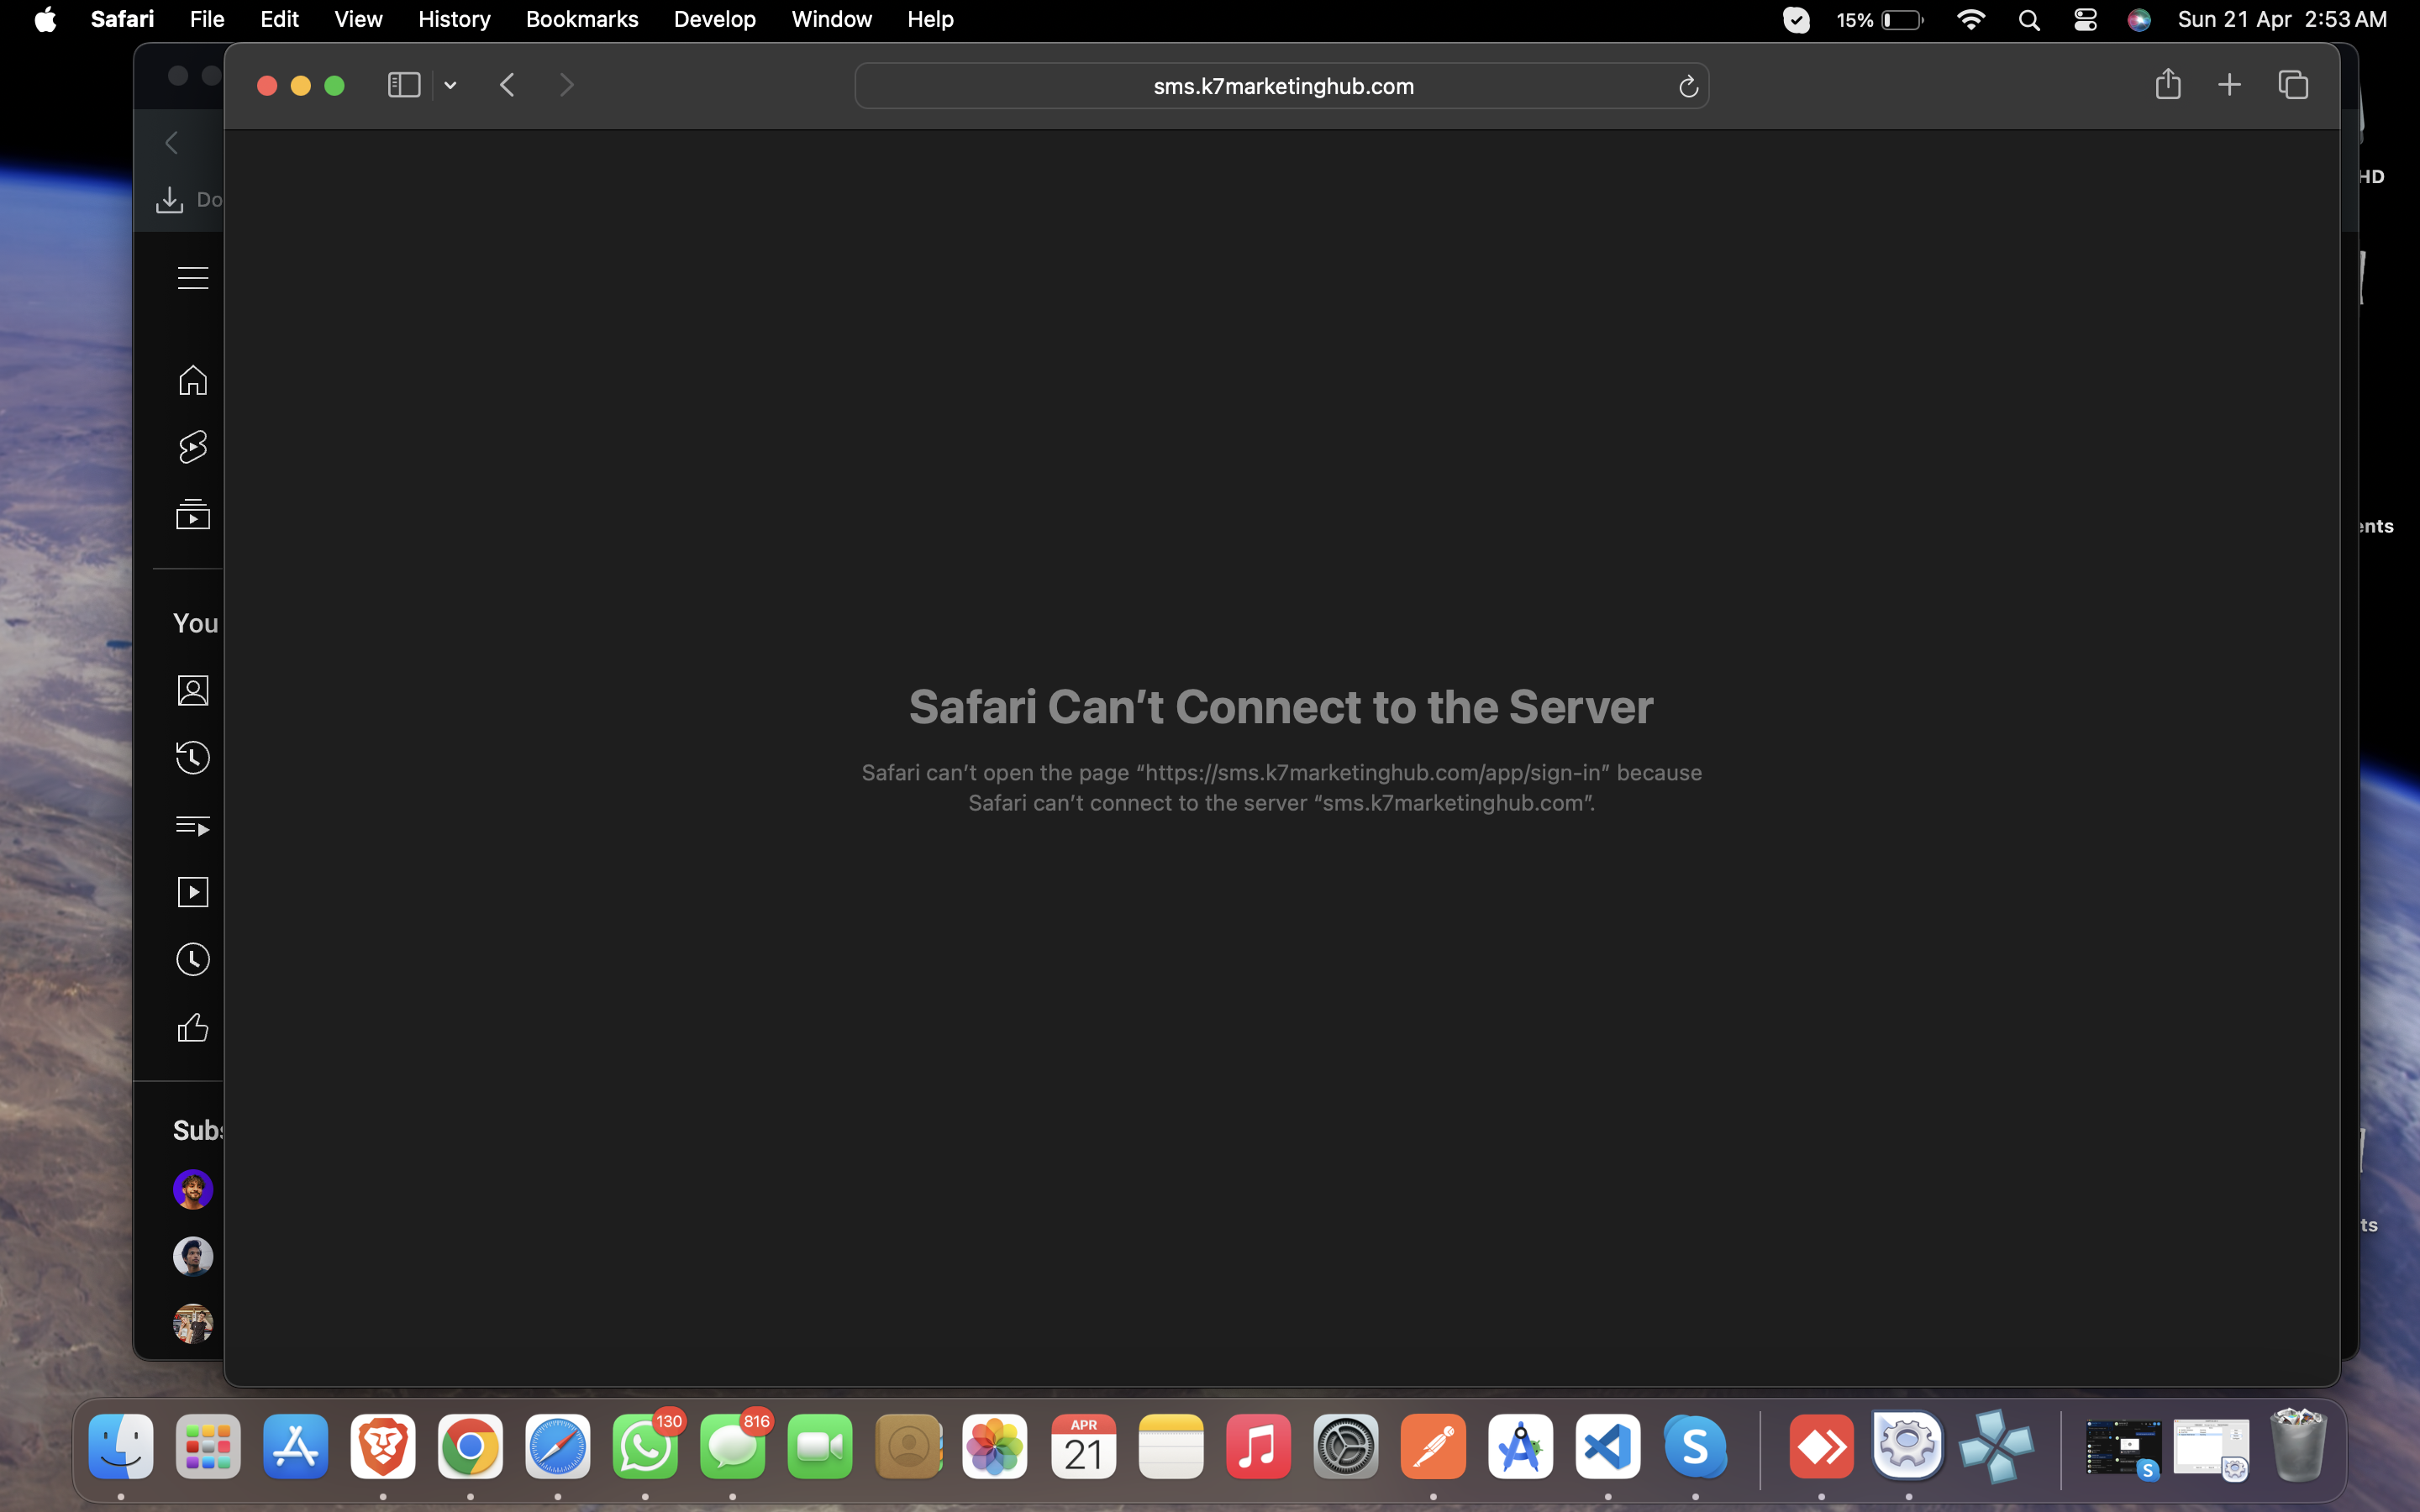 Safari File Edit View History Bookmarks Develop Window Help 15% Sun 21 Apr 2:53 AM
sms.k7marketinghub.com
Do
HD
ents
You
Safari Can’t Connect to the Server
Safari can’t open the page “https://sms.k7marketinghub.com/app/sign-in” because
Safari can’t connect to the server “sms.k7marketinghub.com”.
Subs
ts
130
816
APR
21